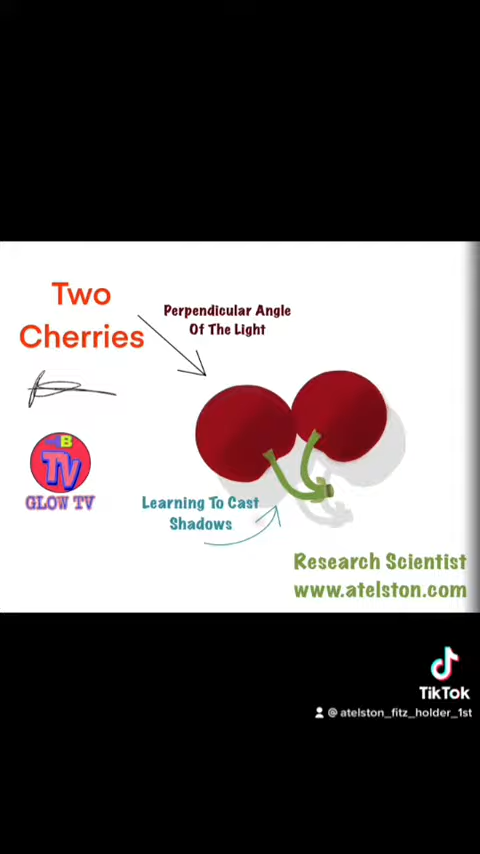 Two
Cherries
Perpendicular Angle
Of The Light
B
TV
GLOW TV
Learning To Cast
Shadows
Research Scientist
www.atelston.com
TikTok
@ atelston_fitz_holder_1st